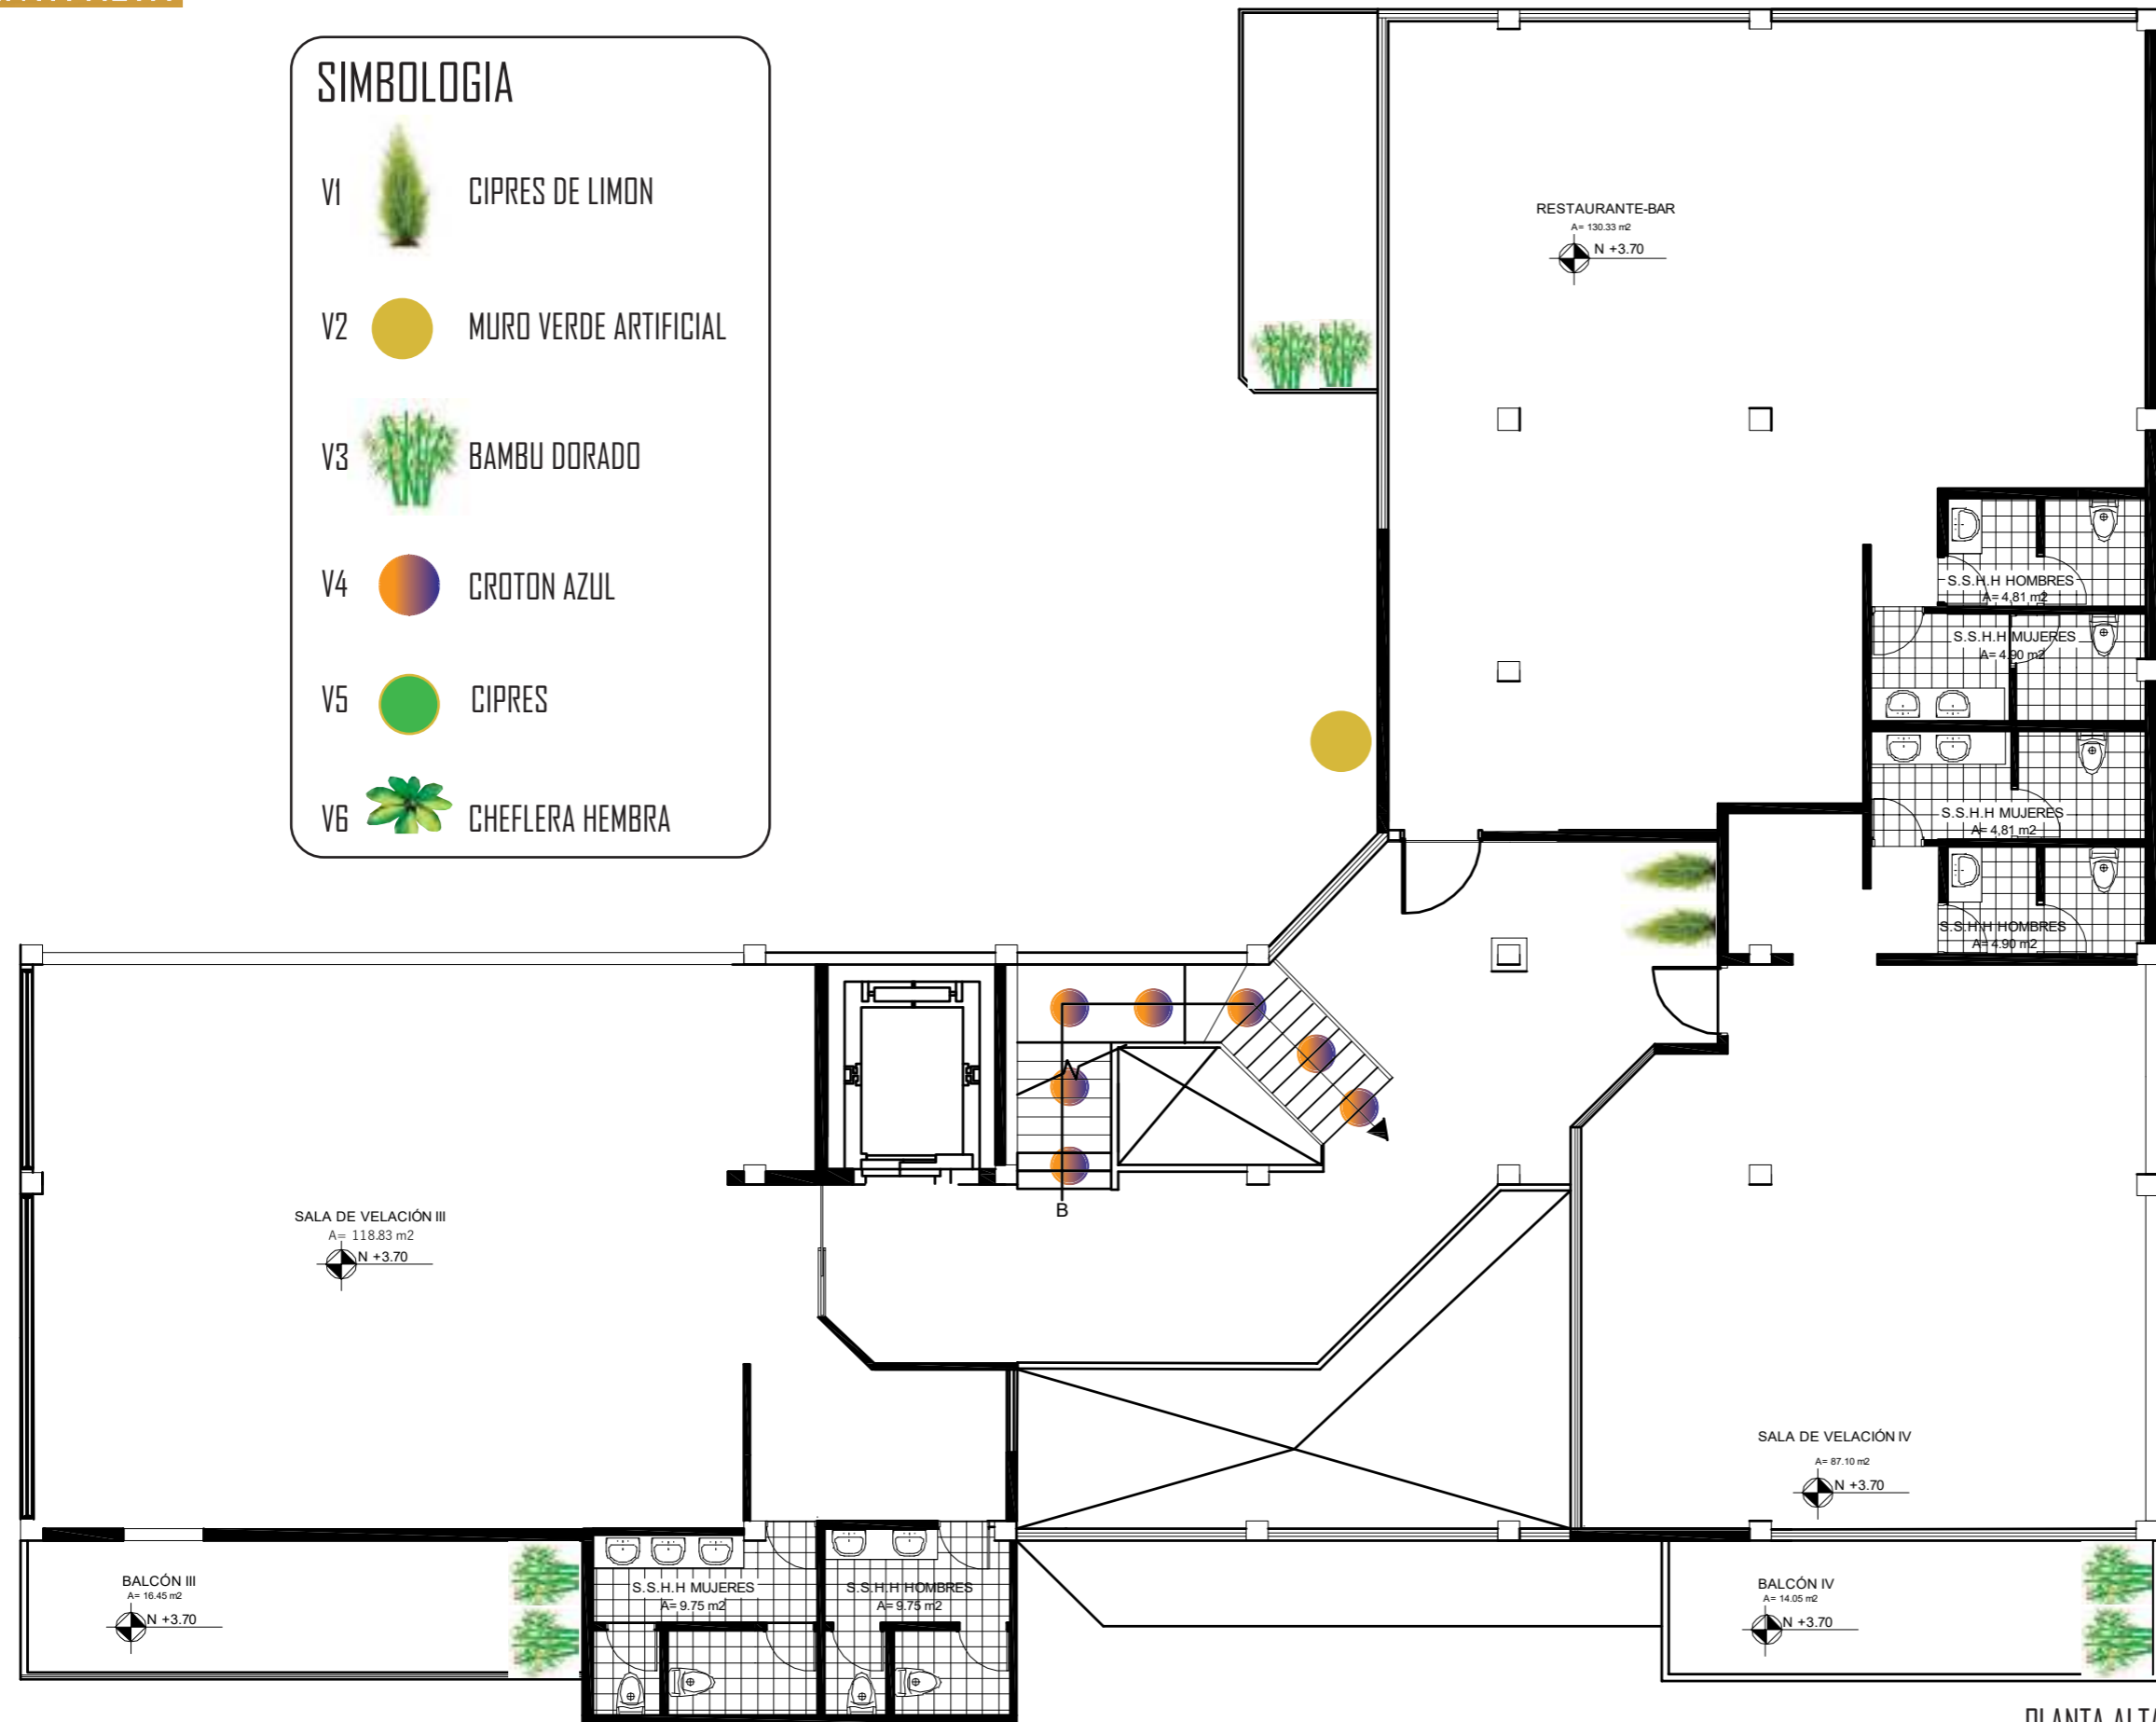 SIMBOLOGIA
V1 CIPRES DE LIMON
V2 MURO VERDE ARTIFICIAL
V3 BAMBU DORADO
V4 CROTON AZUL
V5 CIPRES
V6 CHEFLERA HEMBRA
RESTAURANTE-BAR
A= 130.33 m2
N +3.70
S.S.H.H HOMBRES
A= 4,81 m2
S.S.H.H MUJERES
A= 4.90 m2
S.S.H.H MUJERES
A= 4,81 m2
S.S.H.H HOMBRES
A= 4.90 m2
B
SALA DE VELACIÓN III
A= 118.83 m2
N +3.70
SALA DE VELACIÓN IV
A= 87.10 m2
N +3.70
BALCÓN III
A= 16.45 m2
N +3.70
S.S.H.H MUJERES
A= 9.75 m2
S.S.H.H HOMBRES
A= 9.75 m2
BALCÓN IV
A= 14.05 m2
N +3.70
PLANTA ALTA